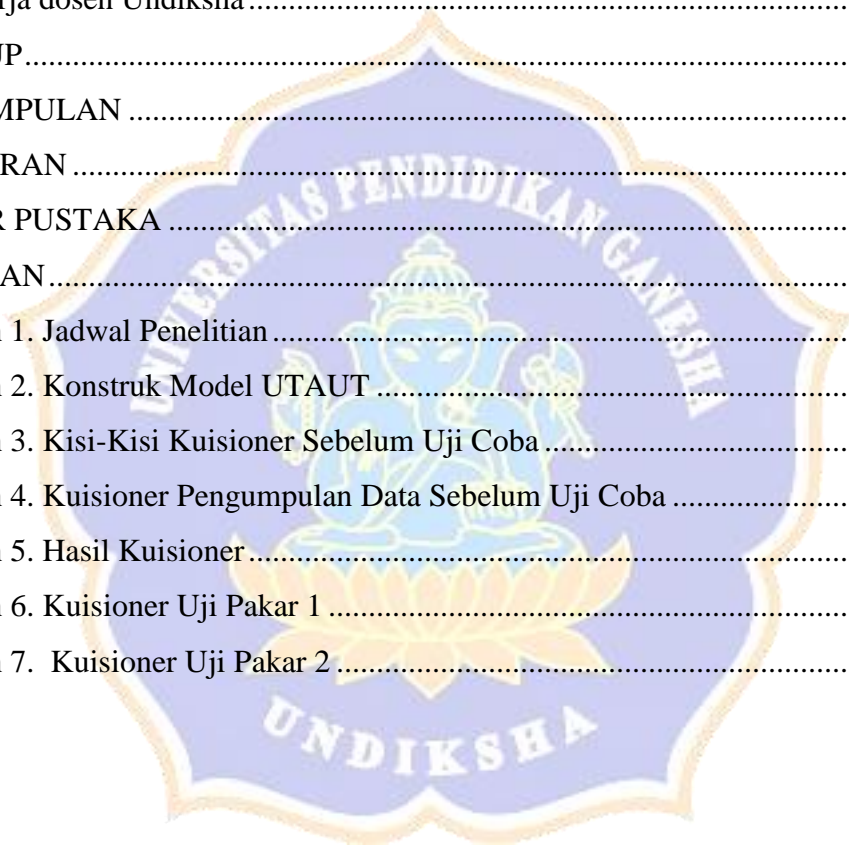 rja dosen Undiksha
UP
MPULAN
RAN
R PUSTAKA
AN
n 1. Jadwal Penelitian
n 2. Konstruk Model UTAUT
n 3. Kisi-Kisi Kuisioner Sebelum Uji Coba
n 4. Kuisioner Pengumpulan Data Sebelum Uji Coba
n 5. Hasil Kuisioner
n 6. Kuisioner Uji Pakar 1
n 7. Kuisioner Uji Pakar 2
UNIVERSITAS PENDIDIKAN GANESHA
UNDIKSHA